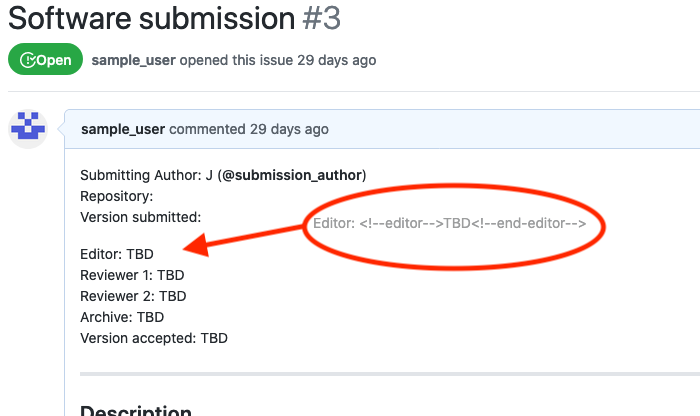 Software submission #3
Open sample_user opened this issue 29 days ago
sample_user commented 29 days ago
Submitting Author: J (@submission_author)
Repository:
Version submitted:
Editor: <!--editor-->TBD<!--end-editor-->
Editor: TBD
Reviewer 1: TBD
Reviewer 2: TBD
Archive: TBD
Version accepted: TBD
Description